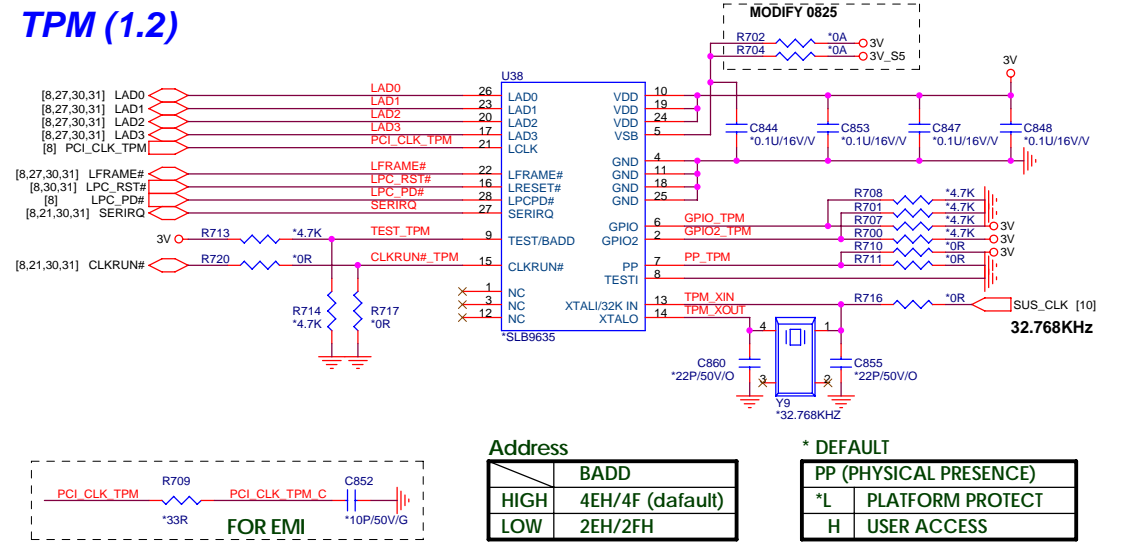 TPM (1.2)
MODIFY 0825
R702 *0A 3V
R704 *0A 3V_S5
3V
U38
[8,27,30,31] LAD0 LAD0 26 LAD0 VDD 10
[8,27,30,31] LAD1 LAD1 23 LAD1 VDD 19
[8,27,30,31] LAD2 LAD2 20 LAD2 VDD 24
[8,27,30,31] LAD3 LAD3 17 LAD3 VSB 5
[8] PCI_CLK_TPM PCI_CLK_TPM 21 LCLK
C844 C853 C847 C848
*0.1U/16V/V *0.1U/16V/V *0.1U/16V/V *0.1U/16V/V
GND 4
[8,27,30,31] LFRAME# LFRAME# 22 LFRAME# GND 11
[8,30,31] LPC_RST# LPC_RST# 16 LRESET# GND 18
[8] LPC_PD# LPC_PD# 28 LPCPD# GND 25
[8,21,30,31] SERIRQ SERIRQ 27 SERIRQ
R708 *4.7K
R701 *4.7K
GPIO 6 GPIO_TPM R707 *4.7K 3V
3V R713 *4.7K TEST_TPM 9 TEST/BADD GPIO2 2 GPIO2_TPM R700 *4.7K 3V
R710 *0R 3V
[8,21,30,31] CLKRUN# R720 *0R CLKRUN#_TPM 15 CLKRUN# PP 7 PP_TPM R711 *0R
TESTI 8
1 NC
3 NC XTALI/32K IN 13 TPM_XIN R716 *0R SUS_CLK [10]
12 NC XTALO 14 TPM_XOUT
32.768KHz
R714 R717
*4.7K *0R
*SLB9635
4 1
C860 C855
*22P/50V/O *22P/50V/O
3 2
Y9
*32.768KHZ
Address
BADD
HIGH 4EH/4F (dafault)
LOW 2EH/2FH
* DEFAULT
PP (PHYSICAL PRESENCE)
*L PLATFORM PROTECT
H USER ACCESS
R709 C852
PCI_CLK_TPM PCI_CLK_TPM_C
*33R *10P/50V/G
FOR EMI